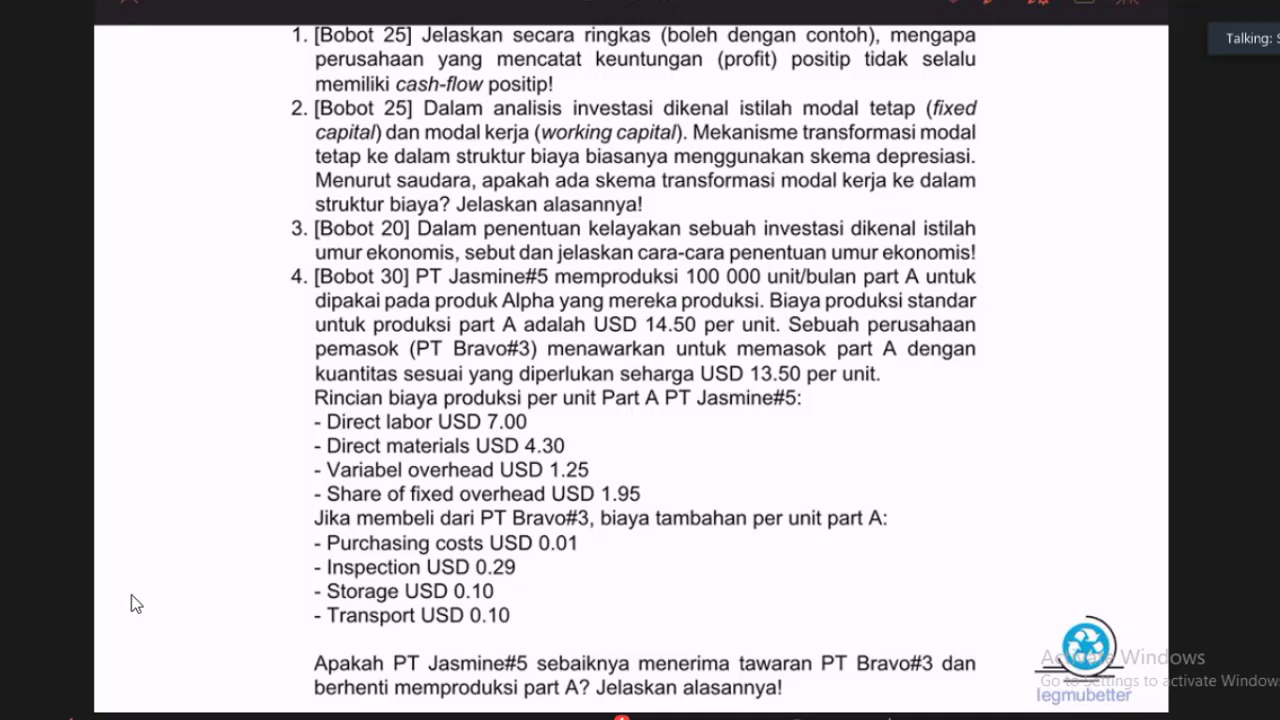 Talking: S
1. [Bobot 25] Jelaskan secara ringkas (boleh dengan contoh), mengapa
perusahaan yang mencatat keuntungan (profit) positip tidak selalu
memiliki cash-flow positip!
2. [Bobot 25] Dalam analisis investasi dikenal istilah modal tetap (fixed
capital) dan modal kerja (working capital). Mekanisme transformasi modal
tetap ke dalam struktur biaya biasanya menggunakan skema depresiasi.
Menurut saudara, apakah ada skema transformasi modal kerja ke dalam
struktur biaya? Jelaskan alasannya!
3. [Bobot 20] Dalam penentuan kelayakan sebuah investasi dikenal istilah
umur ekonomis, sebut dan jelaskan cara-cara penentuan umur ekonomis!
4. [Bobot 30] PT Jasmine#5 memproduksi 100 000 unit/bulan part A untuk
dipakai pada produk Alpha yang mereka produksi. Biaya produksi standar
untuk produksi part A adalah USD 14.50 per unit. Sebuah perusahaan
pemasok (PT Bravo#3) menawarkan untuk memasok part A dengan
kuantitas sesuai yang diperlukan seharga USD 13.50 per unit.
Rincian biaya produksi per unit Part A PT Jasmine#5:
- Direct labor USD 7.00
- Direct materials USD 4.30
- Variabel overhead USD 1.25
- Share of fixed overhead USD 1.95
Jika membeli dari PT Bravo#3, biaya tambahan per unit part A:
- Purchasing costs USD 0.01
- Inspection USD 0.29
- Storage USD 0.10
- Transport USD 0.10
Apakah PT Jasmine#5 sebaiknya menerima tawaran PT Bravo#3 dan
berhenti memproduksi part A? Jelaskan alasannya!
Activate Windows
Go to Settings to activate Windows
legmubetter